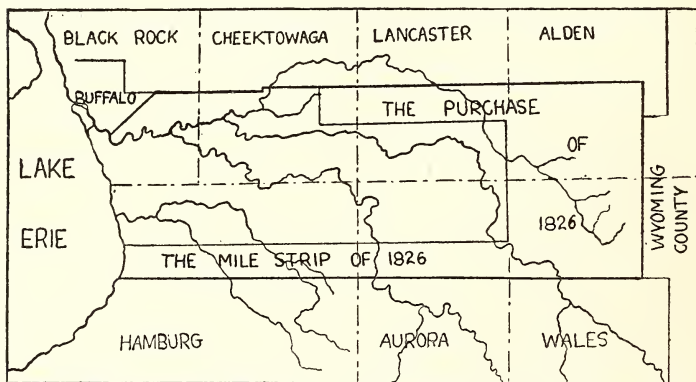 BLACK ROCK
CHEEKTOWAGA
LANCASTER
ALDEN
BUFFALO
THE PURCHASE
OF
1826
LAKE
ERIE
WYOMING
COUNTY
THE MILE STRIP OF 1826
HAMBURG
AURORA
WALES